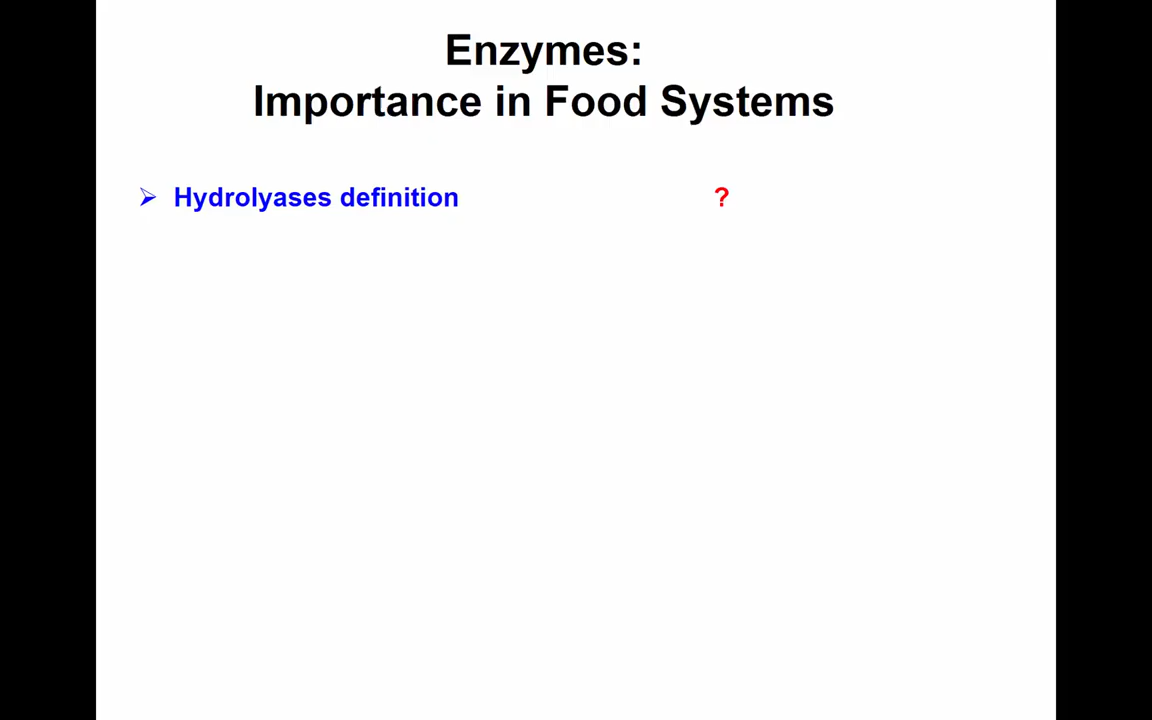 Enzymes:
Importance in Food Systems
➢ Hydrolyases definition ?